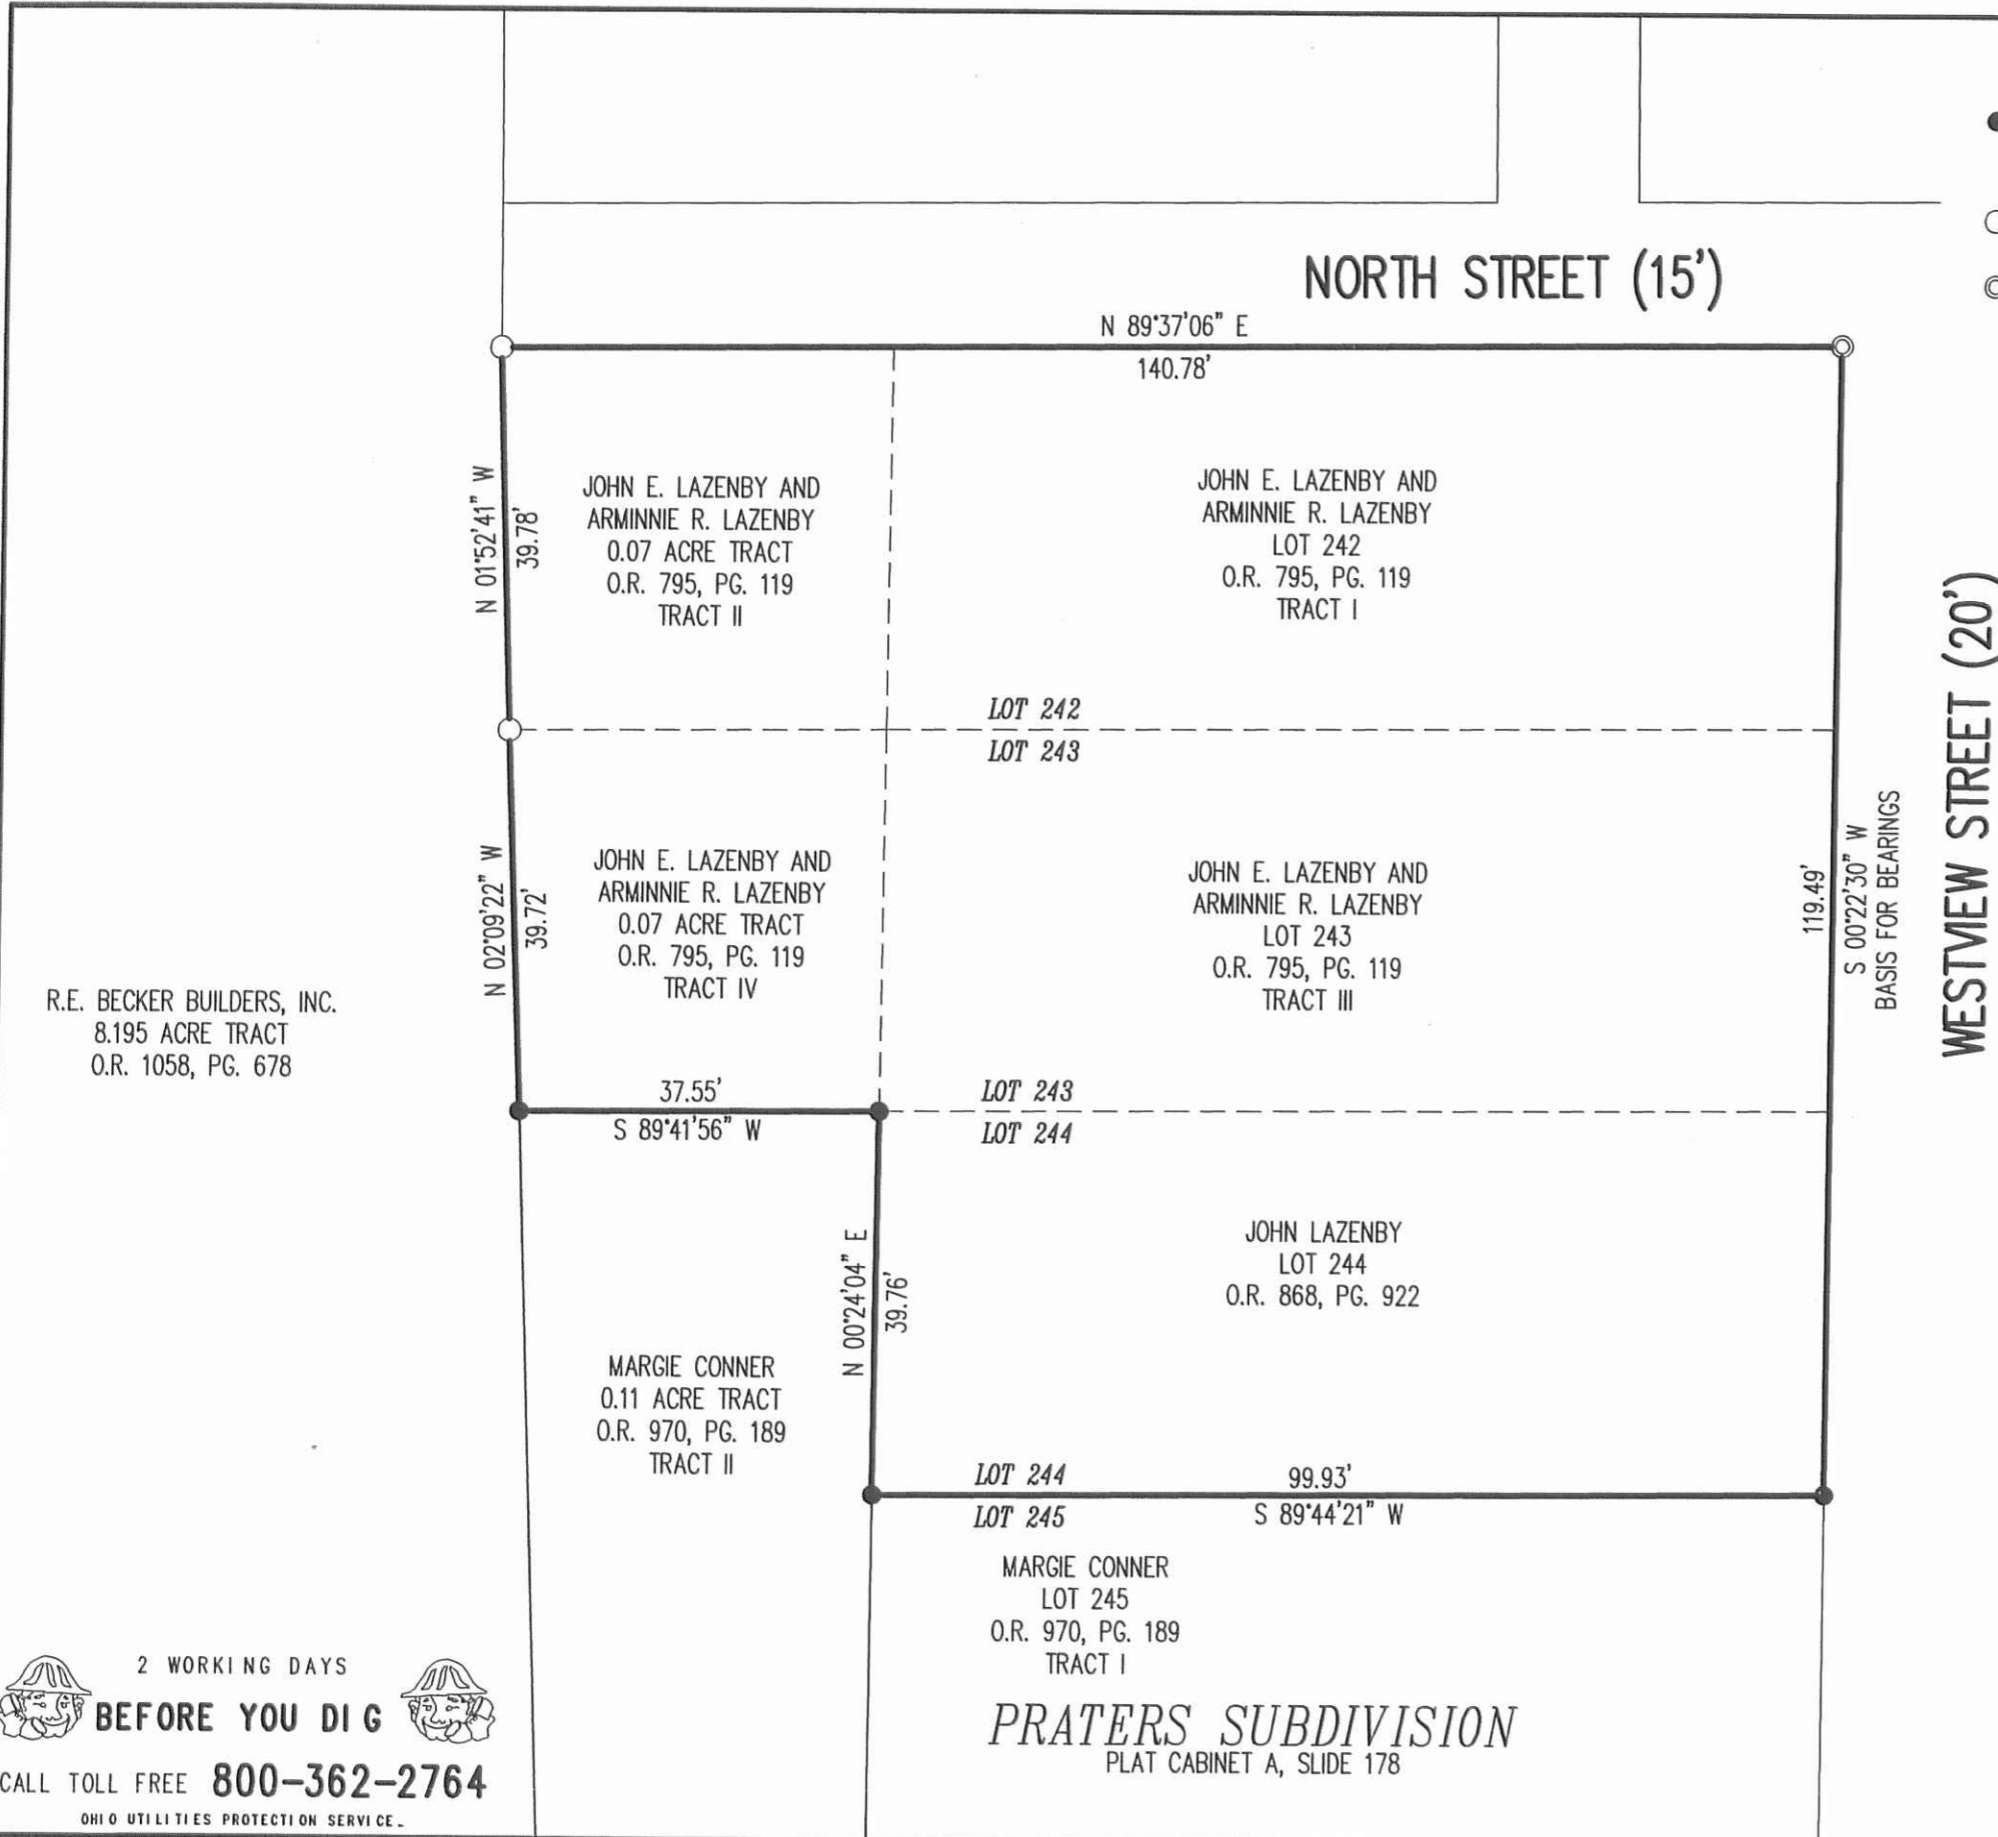 NORTH STREET (15')
N 89°37'06" E
140.78'
N 01°52'41" W
39.78'
JOHN E. LAZENBY AND
ARMINNIE R. LAZENBY
0.07 ACRE TRACT
O.R. 795, PG. 119
TRACT II
JOHN E. LAZENBY AND
ARMINNIE R. LAZENBY
LOT 242
O.R. 795, PG. 119
TRACT I
WESTVIEW STREET (20')
LOT 242
LOT 243
N 02°09'22" W
39.72'
JOHN E. LAZENBY AND
ARMINNIE R. LAZENBY
0.07 ACRE TRACT
O.R. 795, PG. 119
TRACT IV
JOHN E. LAZENBY AND
ARMINNIE R. LAZENBY
LOT 243
O.R. 795, PG. 119
TRACT III
119.49'
S 00°22'30" W
BASIS FOR BEARINGS
R.E. BECKER BUILDERS, INC.
8.195 ACRE TRACT
O.R. 1058, PG. 678
37.55'
S 89°41'56" W
LOT 243
LOT 244
N 00°24'04" E
39.76'
JOHN LAZENBY
LOT 244
O.R. 868, PG. 922
MARGIE CONNER
0.11 ACRE TRACT
O.R. 970, PG. 189
TRACT II
LOT 244
LOT 245
99.93'
S 89°44'21" W
MARGIE CONNER
LOT 245
O.R. 970, PG. 189
TRACT I
PRATERS SUBDIVISION
PLAT CABINET A, SLIDE 178
2 WORKING DAYS
BEFORE YOU DIG
CALL TOLL FREE 800-362-2764
OHIO UTILITIES PROTECTION SERVICE.